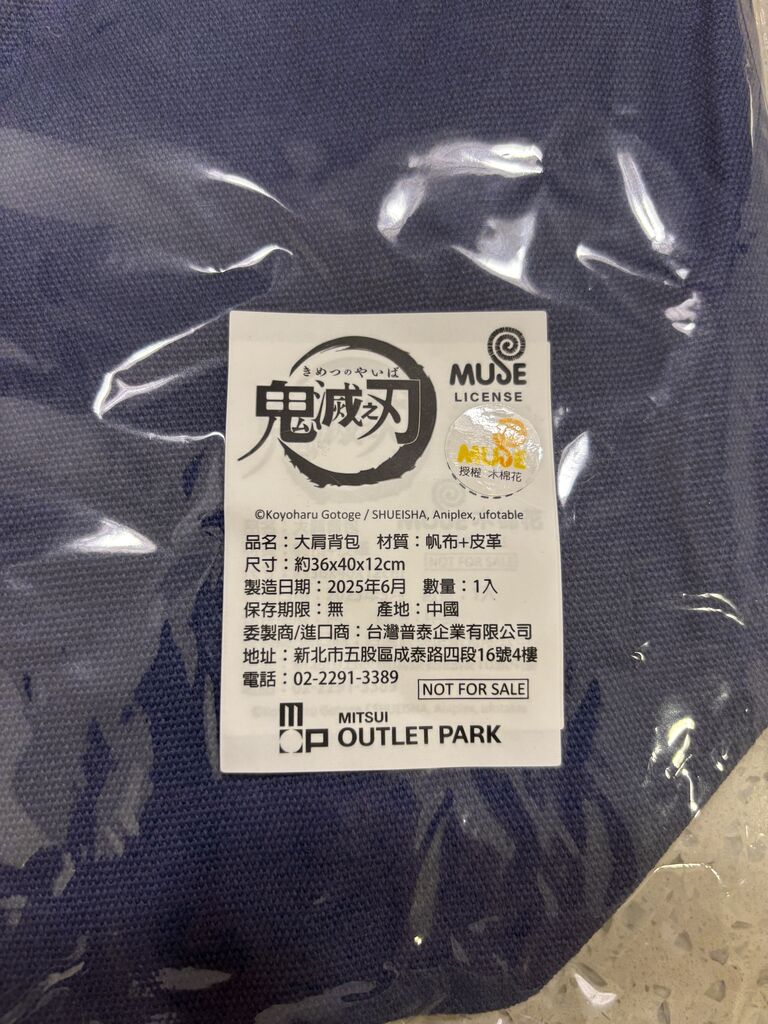 きめつのやいば
鬼滅之刃
MUSE
LICENSE
MUSE
授權 木棉花
©Koyoharu Gotoge / SHUEISHA, Aniplex, ufotable
品名：大肩背包 材質：帆布+皮革
尺寸：約36x40x12cm
製造日期：2025年6月 數量：1入
保存期限：無 產地：中國
委製商/進口商：台灣普泰企業有限公司
地址：新北市五股區成泰路四段16號4樓
電話：02-2291-3389
NOT FOR SALE
MOP MITSUI
OUTLET PARK